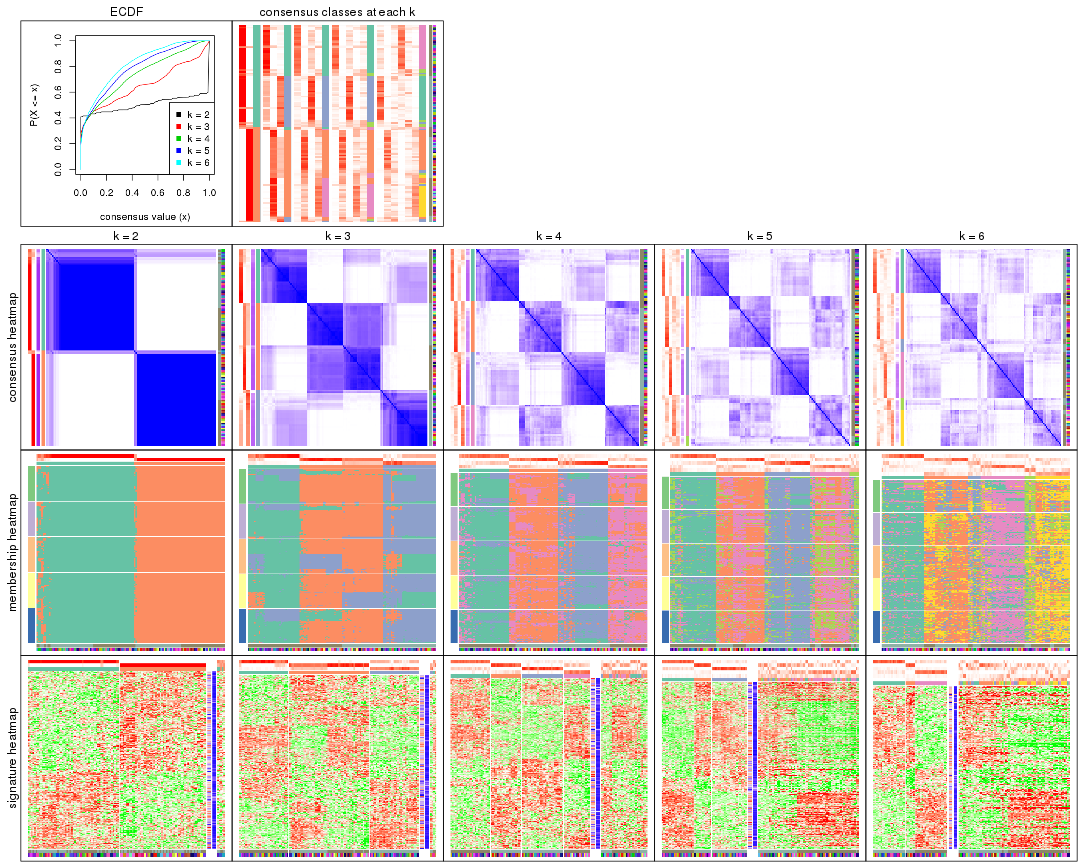 ECDF
consensus classes at each k
P(X <= x)
0.0 0.2 0.4 0.6 0.8 1.0
k = 2
k = 3
k = 4
k = 5
k = 6
0.0 0.2 0.4 0.6 0.8 1.0
consensus value (x)
k = 2
k = 3
k = 4
k = 5
k = 6
consensus heatmap
membership heatmap
signature heatmap